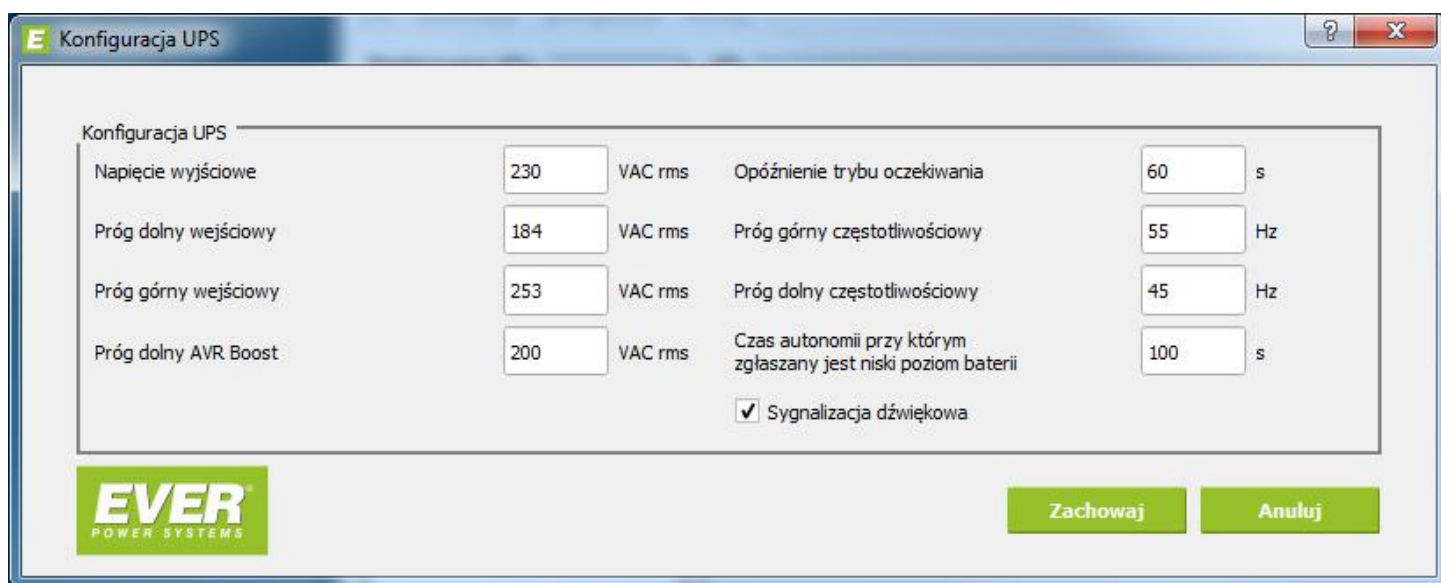 E Konfiguracja UPS
Konfiguracja UPS
Napięcie wyjściowe 230 VAC rms Opóźnienie trybu oczekiwania 60 s
Próg dolny wejściowy 184 VAC rms Próg górny częstotliwościowy 55 Hz
Próg górny wejściowy 253 VAC rms Próg dolny częstotliwościowy 45 Hz
Próg dolny AVR Boost 200 VAC rms Czas autonomii przy którym
zgłaszany jest niski poziom baterii 100 s
Sygnalizacja dźwiękowa
EVER
POWER SYSTEMS
Zachowaj Anuluj